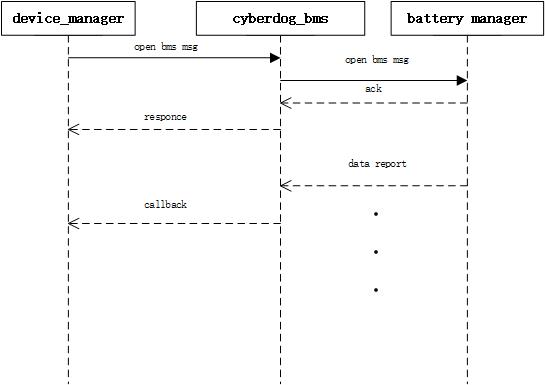 device_manager
cyberdog_bms
battery manager
open bms msg
open bms msg
ack
responce
data report
callback